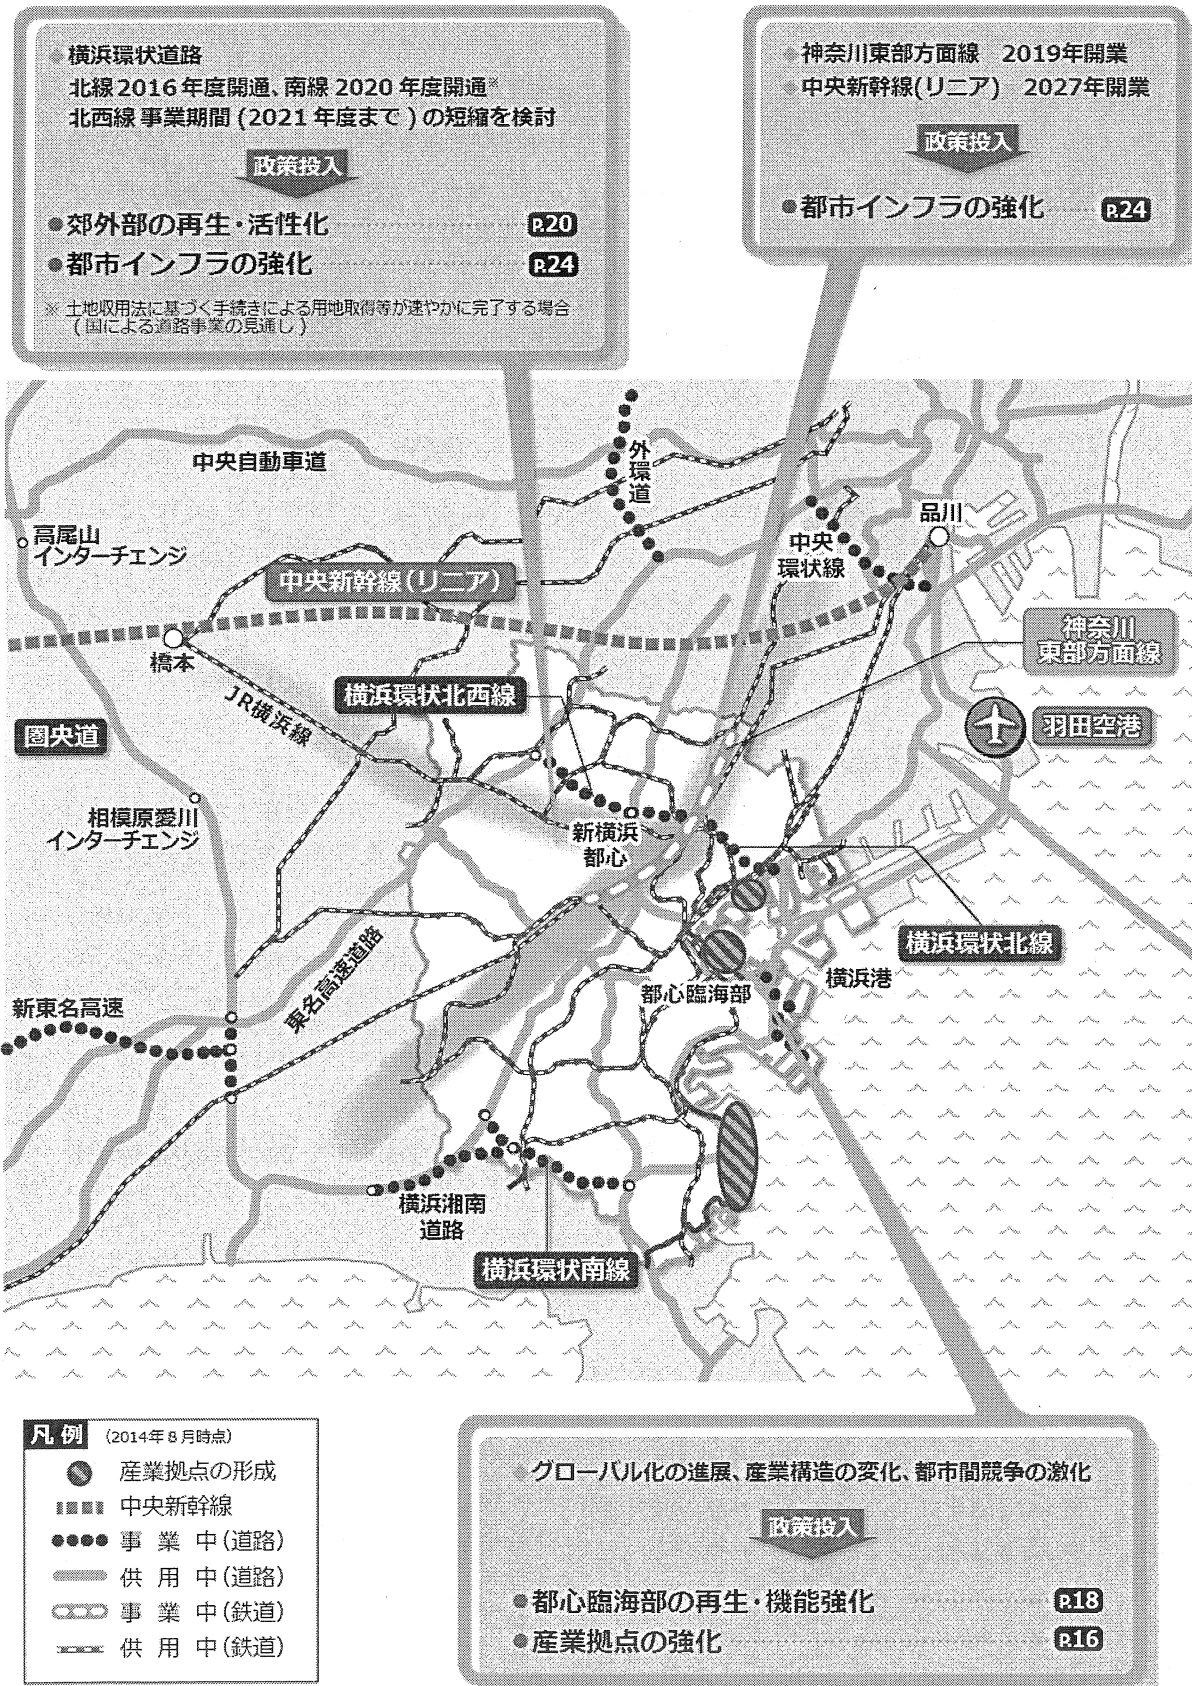 横浜環状道路
北線2016年度開通、南線2020年度開通※
北西線 事業期間(2021年度まで)の短縮を検討
政策投入
●郊外部の再生・活性化 P.20
●都市インフラの強化 P.24
※ 土地収用法に基づく手続きによる用地取得等が速やかに完了する場合
(国による道路事業の見通し)
神奈川東部方面線 2019年開業
中央新幹線(リニア) 2027年開業
政策投入
●都市インフラの強化 P.24
中央自動車道
外環道
高尾山
インターチェンジ
品川
中央
環状線
中央新幹線(リニア)
神奈川
東部方面線
橋本
横浜環状北西線
JR横浜線
圏央道
羽田空港
相模原愛川
インターチェンジ
新横浜
都心
横浜環状北線
東名高速道路
都心臨海部
横浜港
新東名高速
横浜湘南
道路
横浜環状南線
凡例 (2014年8月時点)
産業拠点の形成
中央新幹線
事業中(道路)
供用中(道路)
事業中(鉄道)
供用中(鉄道)
グローバル化の進展、産業構造の変化、都市間競争の激化
政策投入
●都心臨海部の再生・機能強化 P.18
●産業拠点の強化 P.16